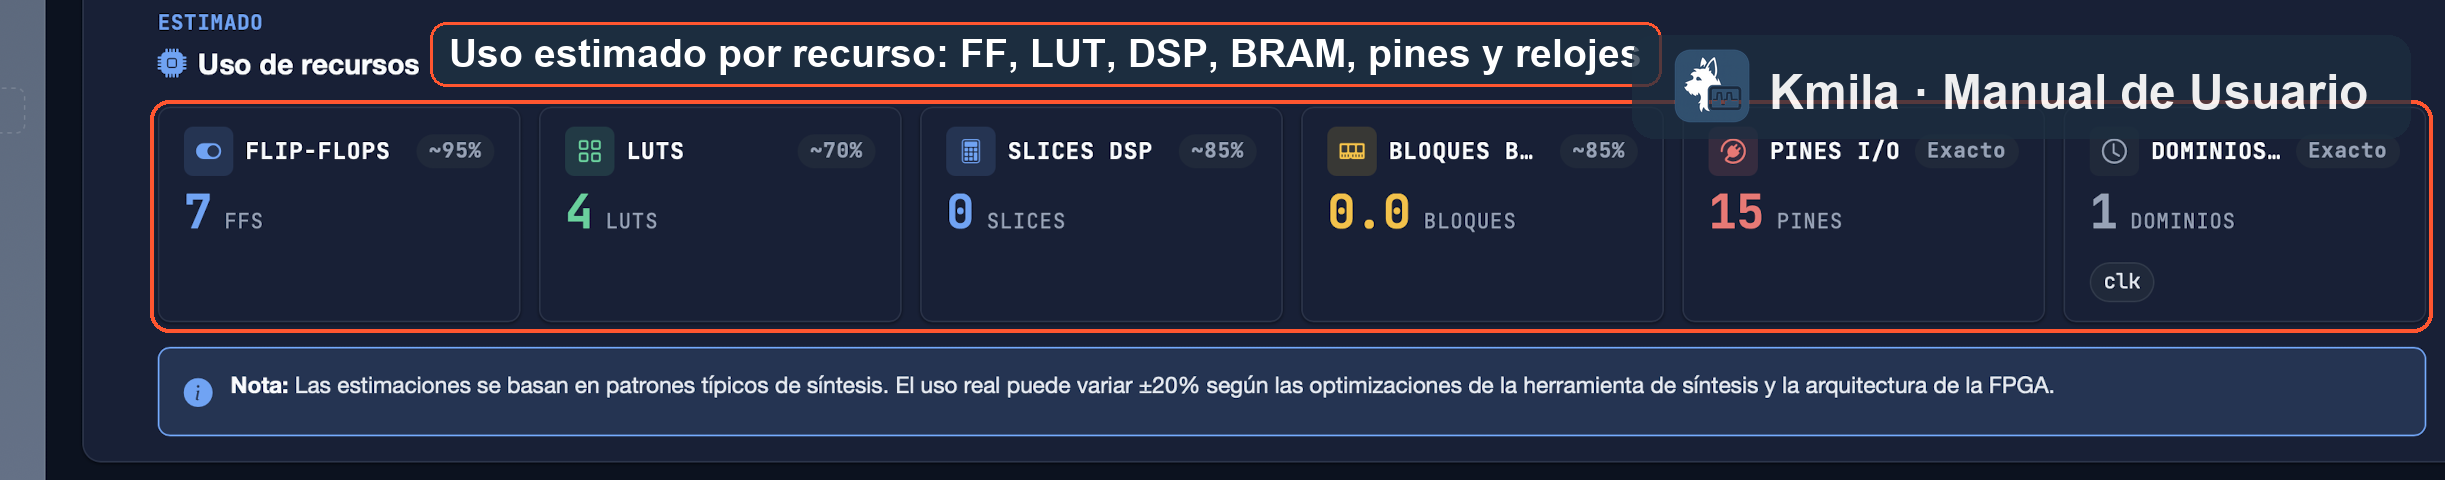 ESTIMADO
Uso de recursos
Uso estimado por recurso: FF, LUT, DSP, BRAM, pines y relojes
Kmila · Manual de Usuario
FLIP-FLOPS ~95%
7 FFS
LUTS ~70%
4 LUTS
SLICES DSP ~85%
0 SLICES
BLOQUES B… ~85%
0.0 BLOQUES
PINES I/O Exacto
15 PINES
DOMINIOS… Exacto
1 DOMINIOS
clk
Nota: Las estimaciones se basan en patrones típicos de síntesis. El uso real puede variar ±20% según las optimizaciones de la herramienta de síntesis y la arquitectura de la FPGA.